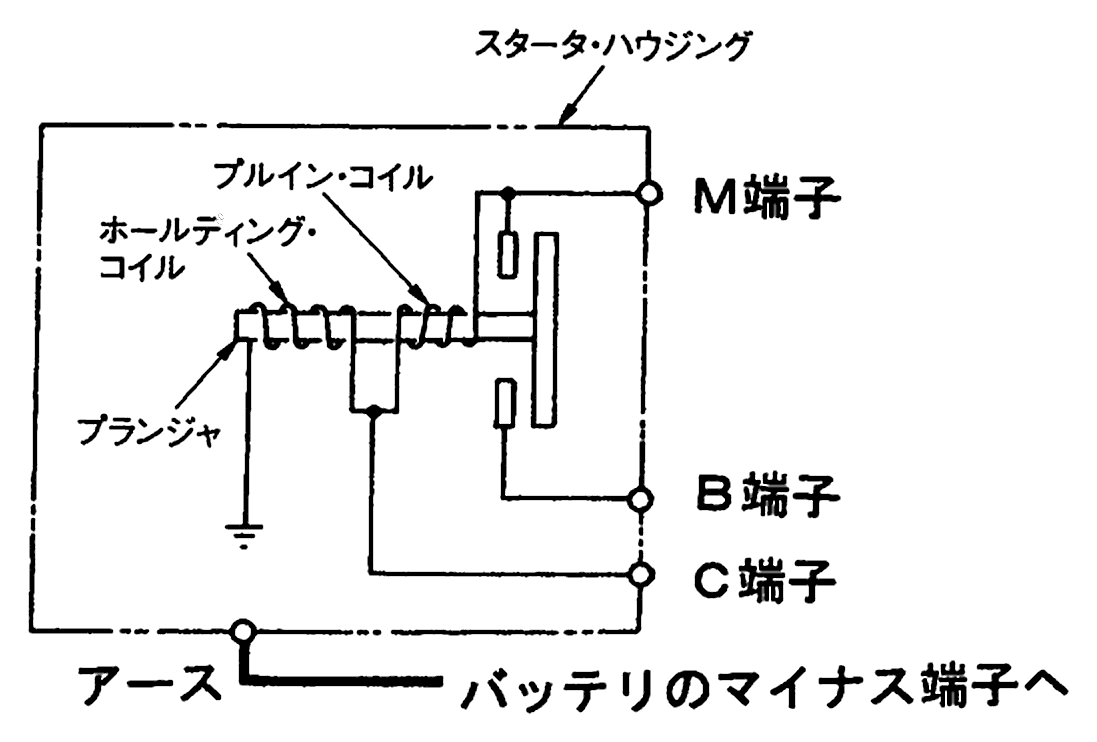 スタータ・ハウジング
プルイン・コイル
M端子
ホールディング・
コイル
プランジャ
B端子
C端子
アース
バッテリのマイナス端子へ